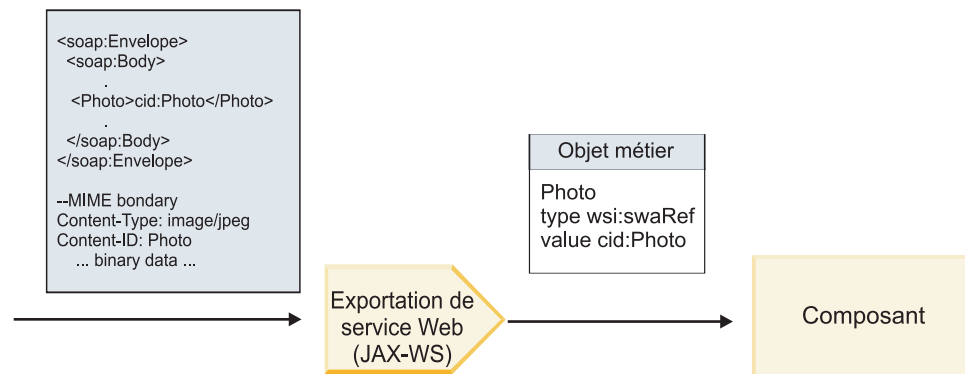 <soap:Envelope>
<soap:Body>
.
<Photo>cid:Photo</Photo>
.
</soap:Body>
</soap:Envelope>
--MIME bondary
Content-Type: image/jpeg
Content-ID: Photo
... binary data ...
Objet métier
Photo
type wsi:swaRef
value cid:Photo
Exportation de
service Web
(JAX-WS)
Composant